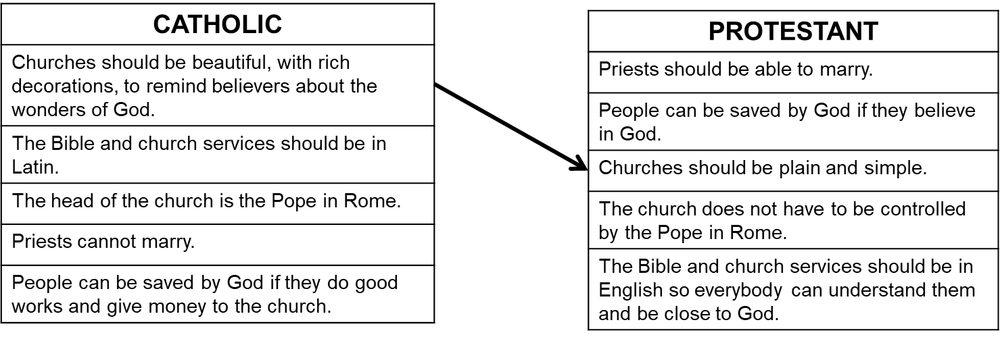 CATHOLIC
Churches should be beautiful, with rich
decorations, to remind believers about the
wonders of God.
The Bible and church services should be in
Latin.
The head of the church is the Pope in Rome.
Priests cannot marry.
People can be saved by God if they do good
works and give money to the church.
PROTESTANT
Priests should be able to marry.
People can be saved by God if they believe
in God.
Churches should be plain and simple.
The church does not have to be controlled
by the Pope in Rome.
The Bible and church services should be in
English so everybody can understand them
and be close to God.